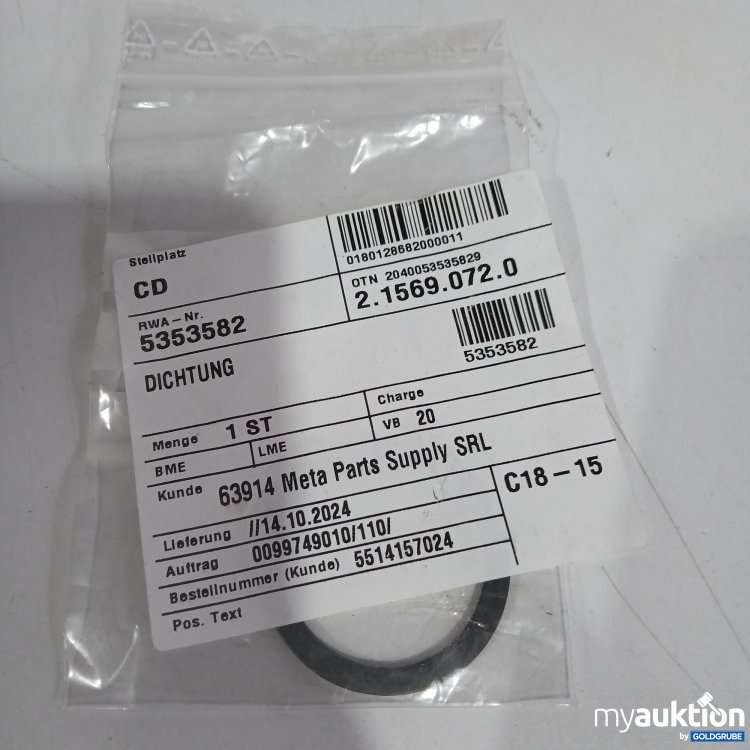 Stellplatz
CD
0180128682000011
OTN 2040053535829
2.1569.072.0
RWA-Nr.
5353582
5353582
DICHTUNG
Menge 1 ST
Charge
BME
LME
VB 20
Kunde 63914 Meta Parts Supply SRL
C18-15
Lieferung //14.10.2024
Auftrag 0099749010/110/
Bestellnummer (Kunde) 5514157024
Pos. Text
myauktion
by GOLDGRUBE